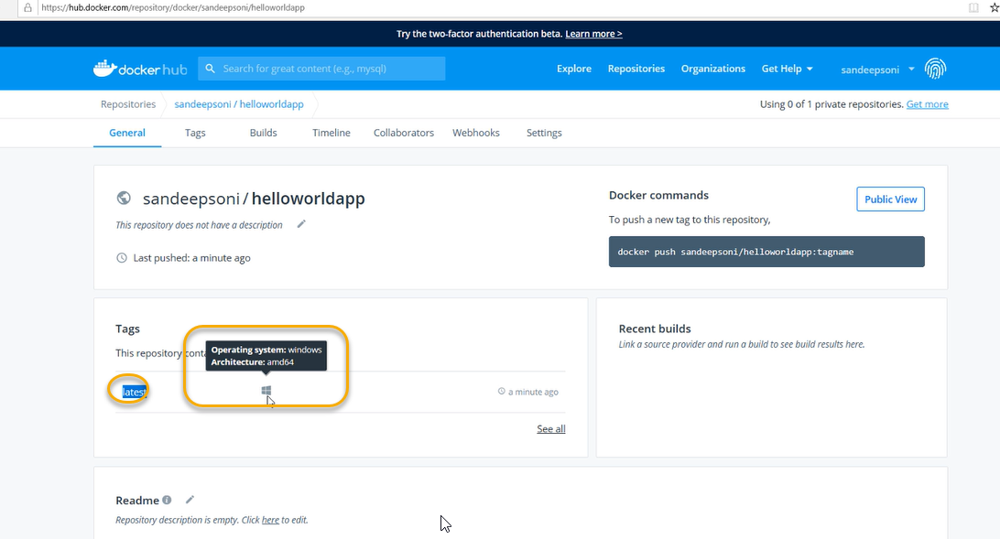 https://hub.docker.com/repository/docker/sandeepsoni/helloworldapp
Try the two-factor authentication beta. Learn more >
docker hub
Search for great content (e.g., mysql)
Explore Repositories Organizations Get Help sandeepsoni
Repositories sandeepsoni / helloworldapp Using 0 of 1 private repositories. Get more
General Tags Builds Timeline Collaborators Webhooks Settings
sandeepsoni / helloworldapp
This repository does not have a description
Last pushed: a minute ago
Docker commands
Public View
To push a new tag to this repository,
docker push sandeepsoni/helloworldapp:tagname
Tags
This repository
Operating system: windows
Architecture: amd64
latest
a minute ago
See all
Recent builds
Link a source provider and run a build to see build results here.
Readme
Repository description is empty. Click here to edit.